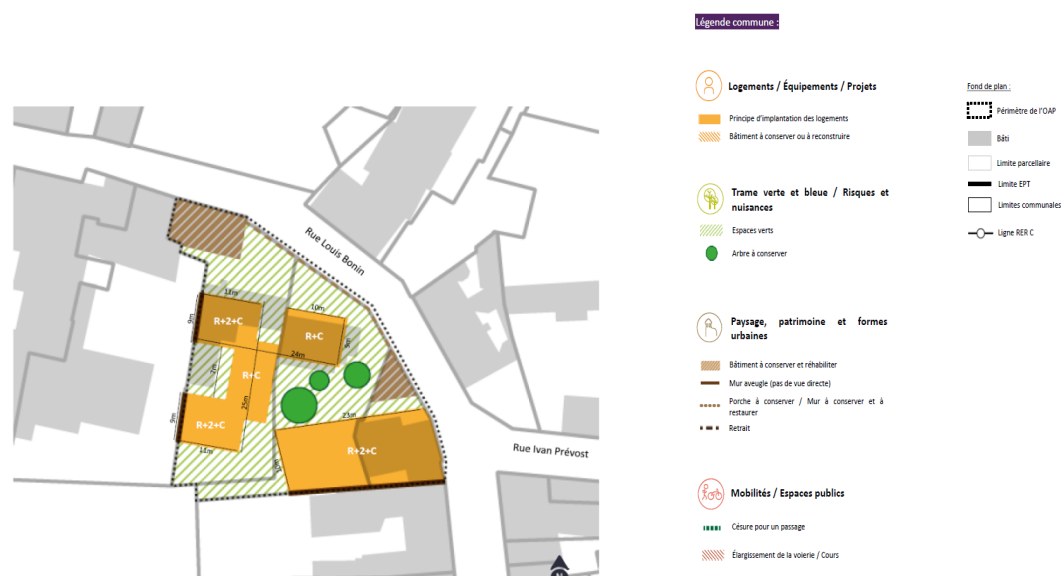 Légende commune :
Logements / Équipements / Projets
Principe d'implantation des logements
Bâtiment à conserver ou à reconstruire
Trame verte et bleue / Risques et
nuisances
Espaces verts
Arbre à conserver
Paysage, patrimoine et formes
urbaines
Bâtiment à conserver et réhabiliter
Mur aveugle (pas de vue directe)
Porche à conserver / Mur à conserver et à
restaurer
Retrait
Mobilités / Espaces publics
Césure pour un passage
Élargissement de la voierie / Cours
Fond de plan :
Périmètre de l'OAP
Bâti
Limite parcellaire
Limite EPT
Limites communales
Ligne RER C
Rue Louis Bonin
11m
10m
9m
R+2+C
R+C
9m
24m
7m
R+C
25m
9m
R+2+C
11m
23m
10m
R+2+C
Rue Ivan Prévost